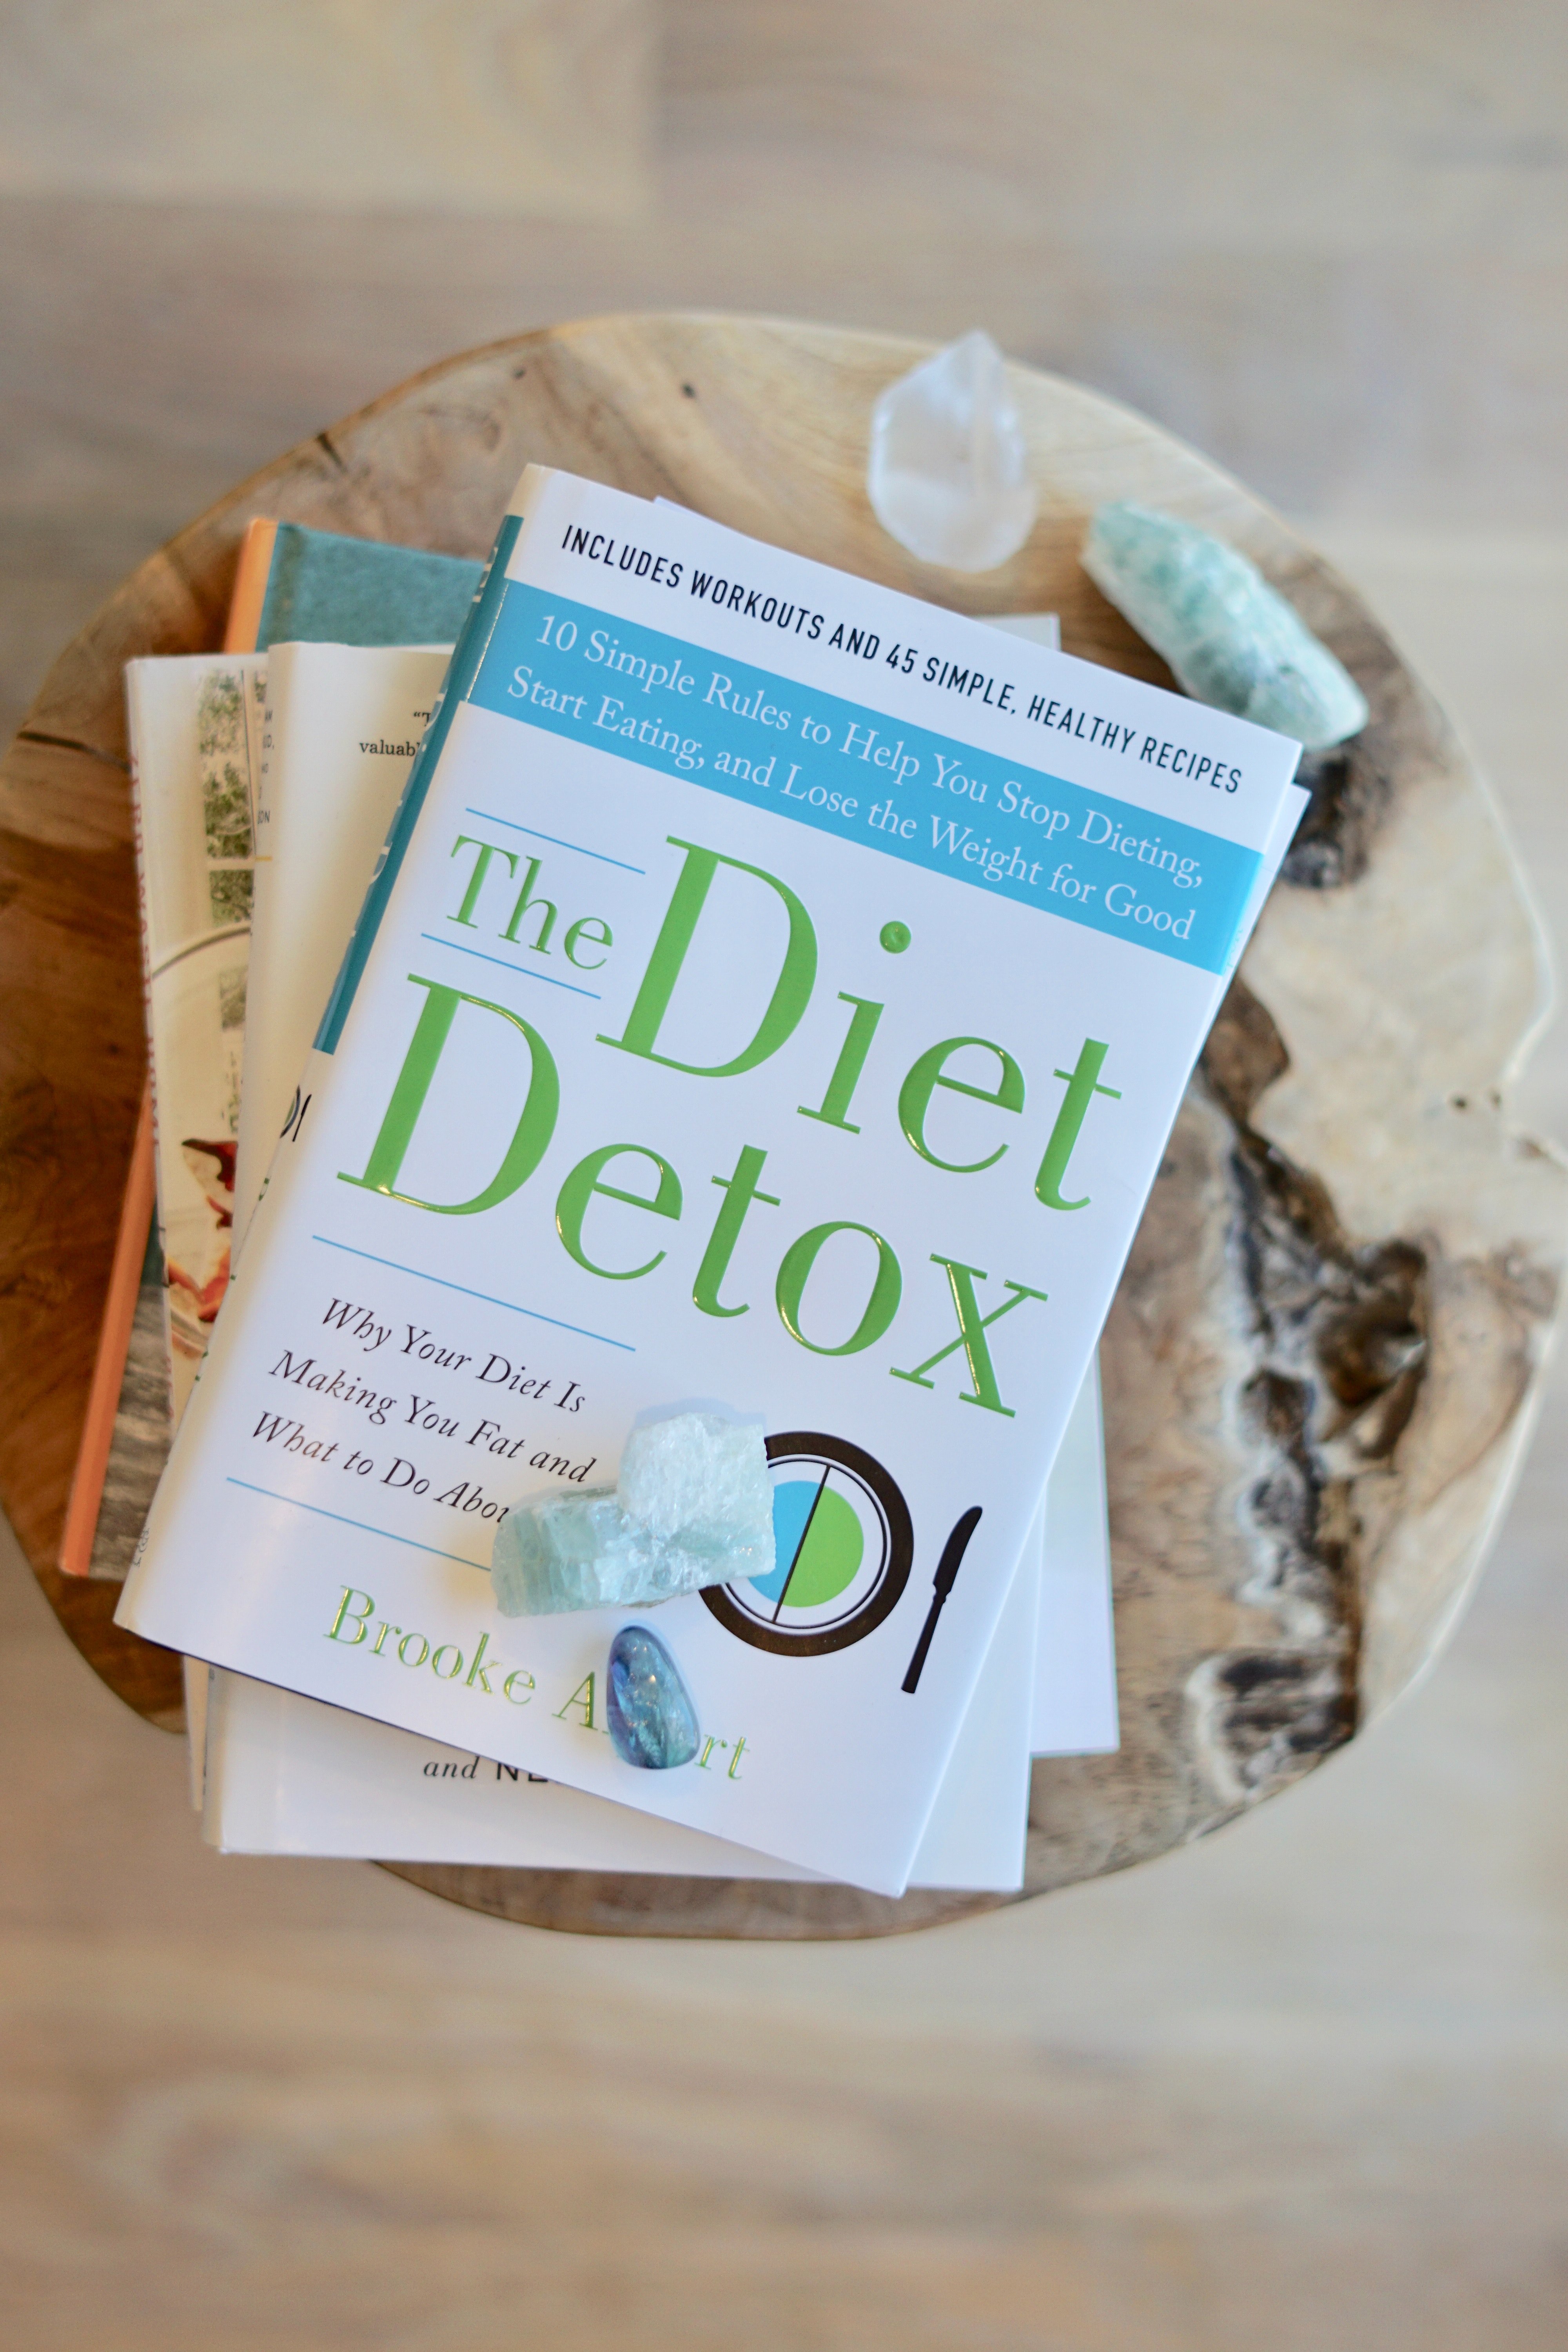 INCLUDES WORKOUTS AND 45 SIMPLE, HEALTHY RECIPES
10 Simple Rules to Help You Stop Dieting,
Start Eating, and Lose the Weight for Good
The Diet
Detox
Why Your Diet Is
Making You Fat and
What to Do
Brooke
and